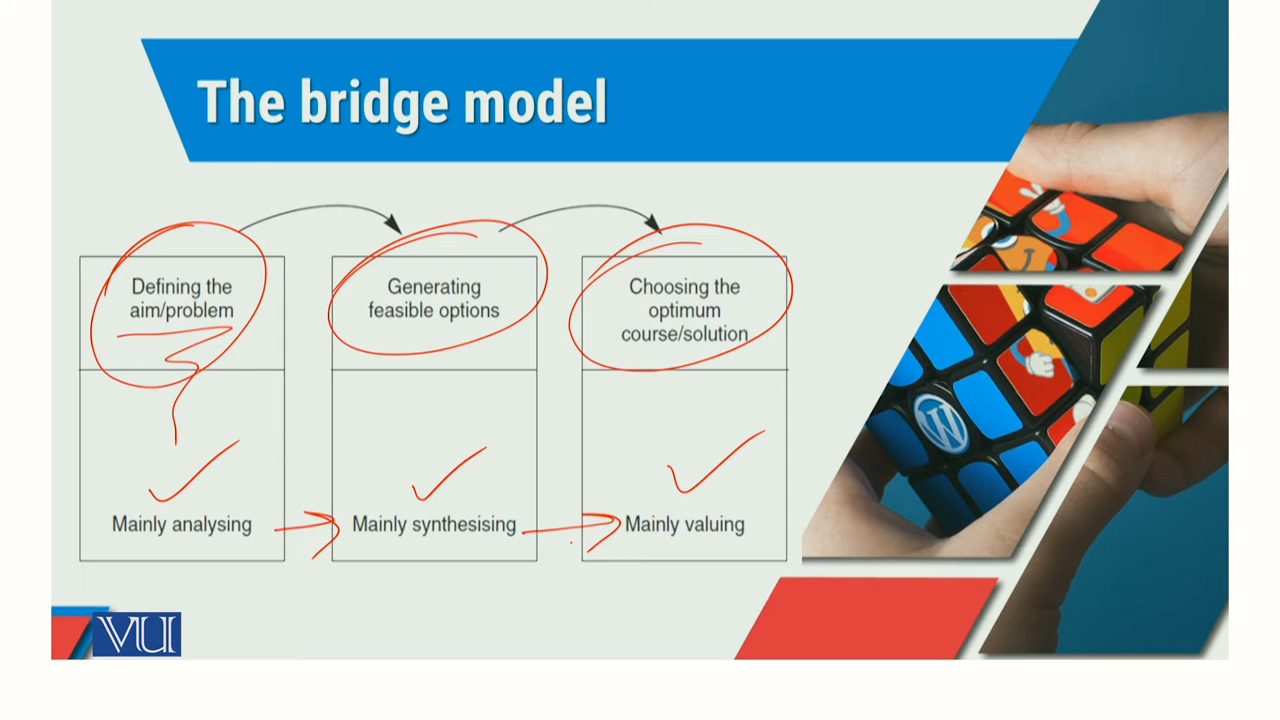 The bridge model
Defining the
aim/problem
Generating
feasible options
Choosing the
optimum
course/solution
Mainly analysing
Mainly synthesising
Mainly valuing
W
VU